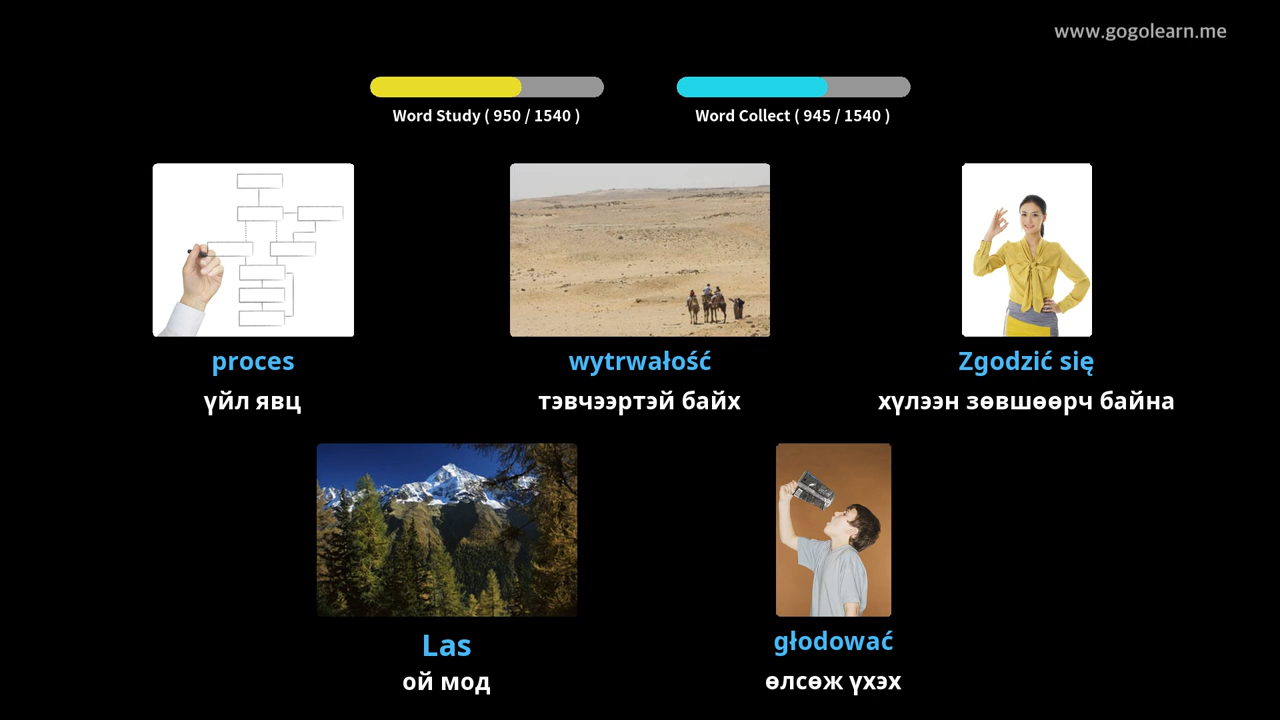 www.gogolearn.me
Word Study ( 950 / 1540 )
Word Collect ( 945 / 1540 )
proces
wytrwałość
Zgodzić się
үйл явц
тэвчээртэй байх
хүлээн зөвшөөрч байна
Las
głodować
ой мод
өлсөж үхэх